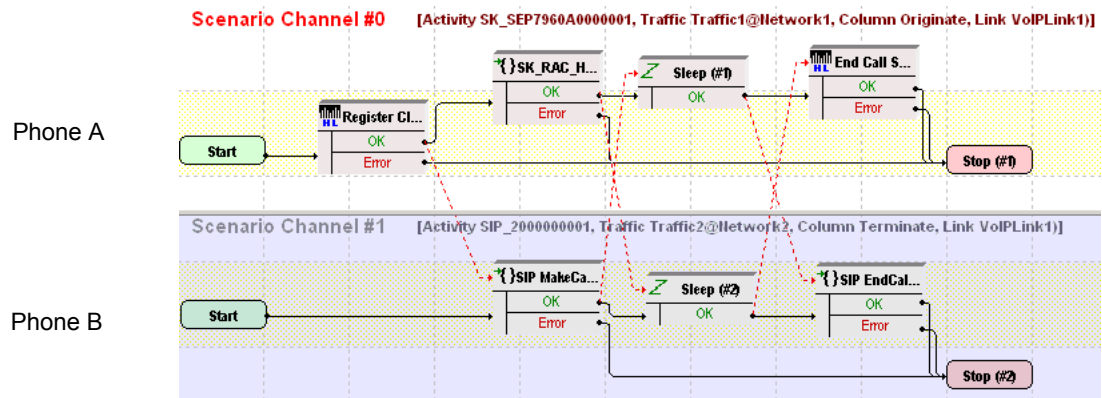 Scenario Channel #0 [Activity SK_SEP7960A0000001, Traffic Traffic1@Network1, Column Originate, Link VoIPLink1)]
Phone A
Start
HL Register Cl...
OK
Error
{}SK_RAC_H...
OK
Error
Sleep (#1)
OK
HL End Call S...
OK
Error
Stop (#1)
Scenario Channel #1 [Activity SIP_2000000001, Traffic Traffic2@Network2, Column Terminate, Link VoIPLink1)]
Phone B
Start
{}SIP MakeCa...
OK
Error
Sleep (#2)
OK
{}SIP EndCal...
OK
Error
Stop (#2)